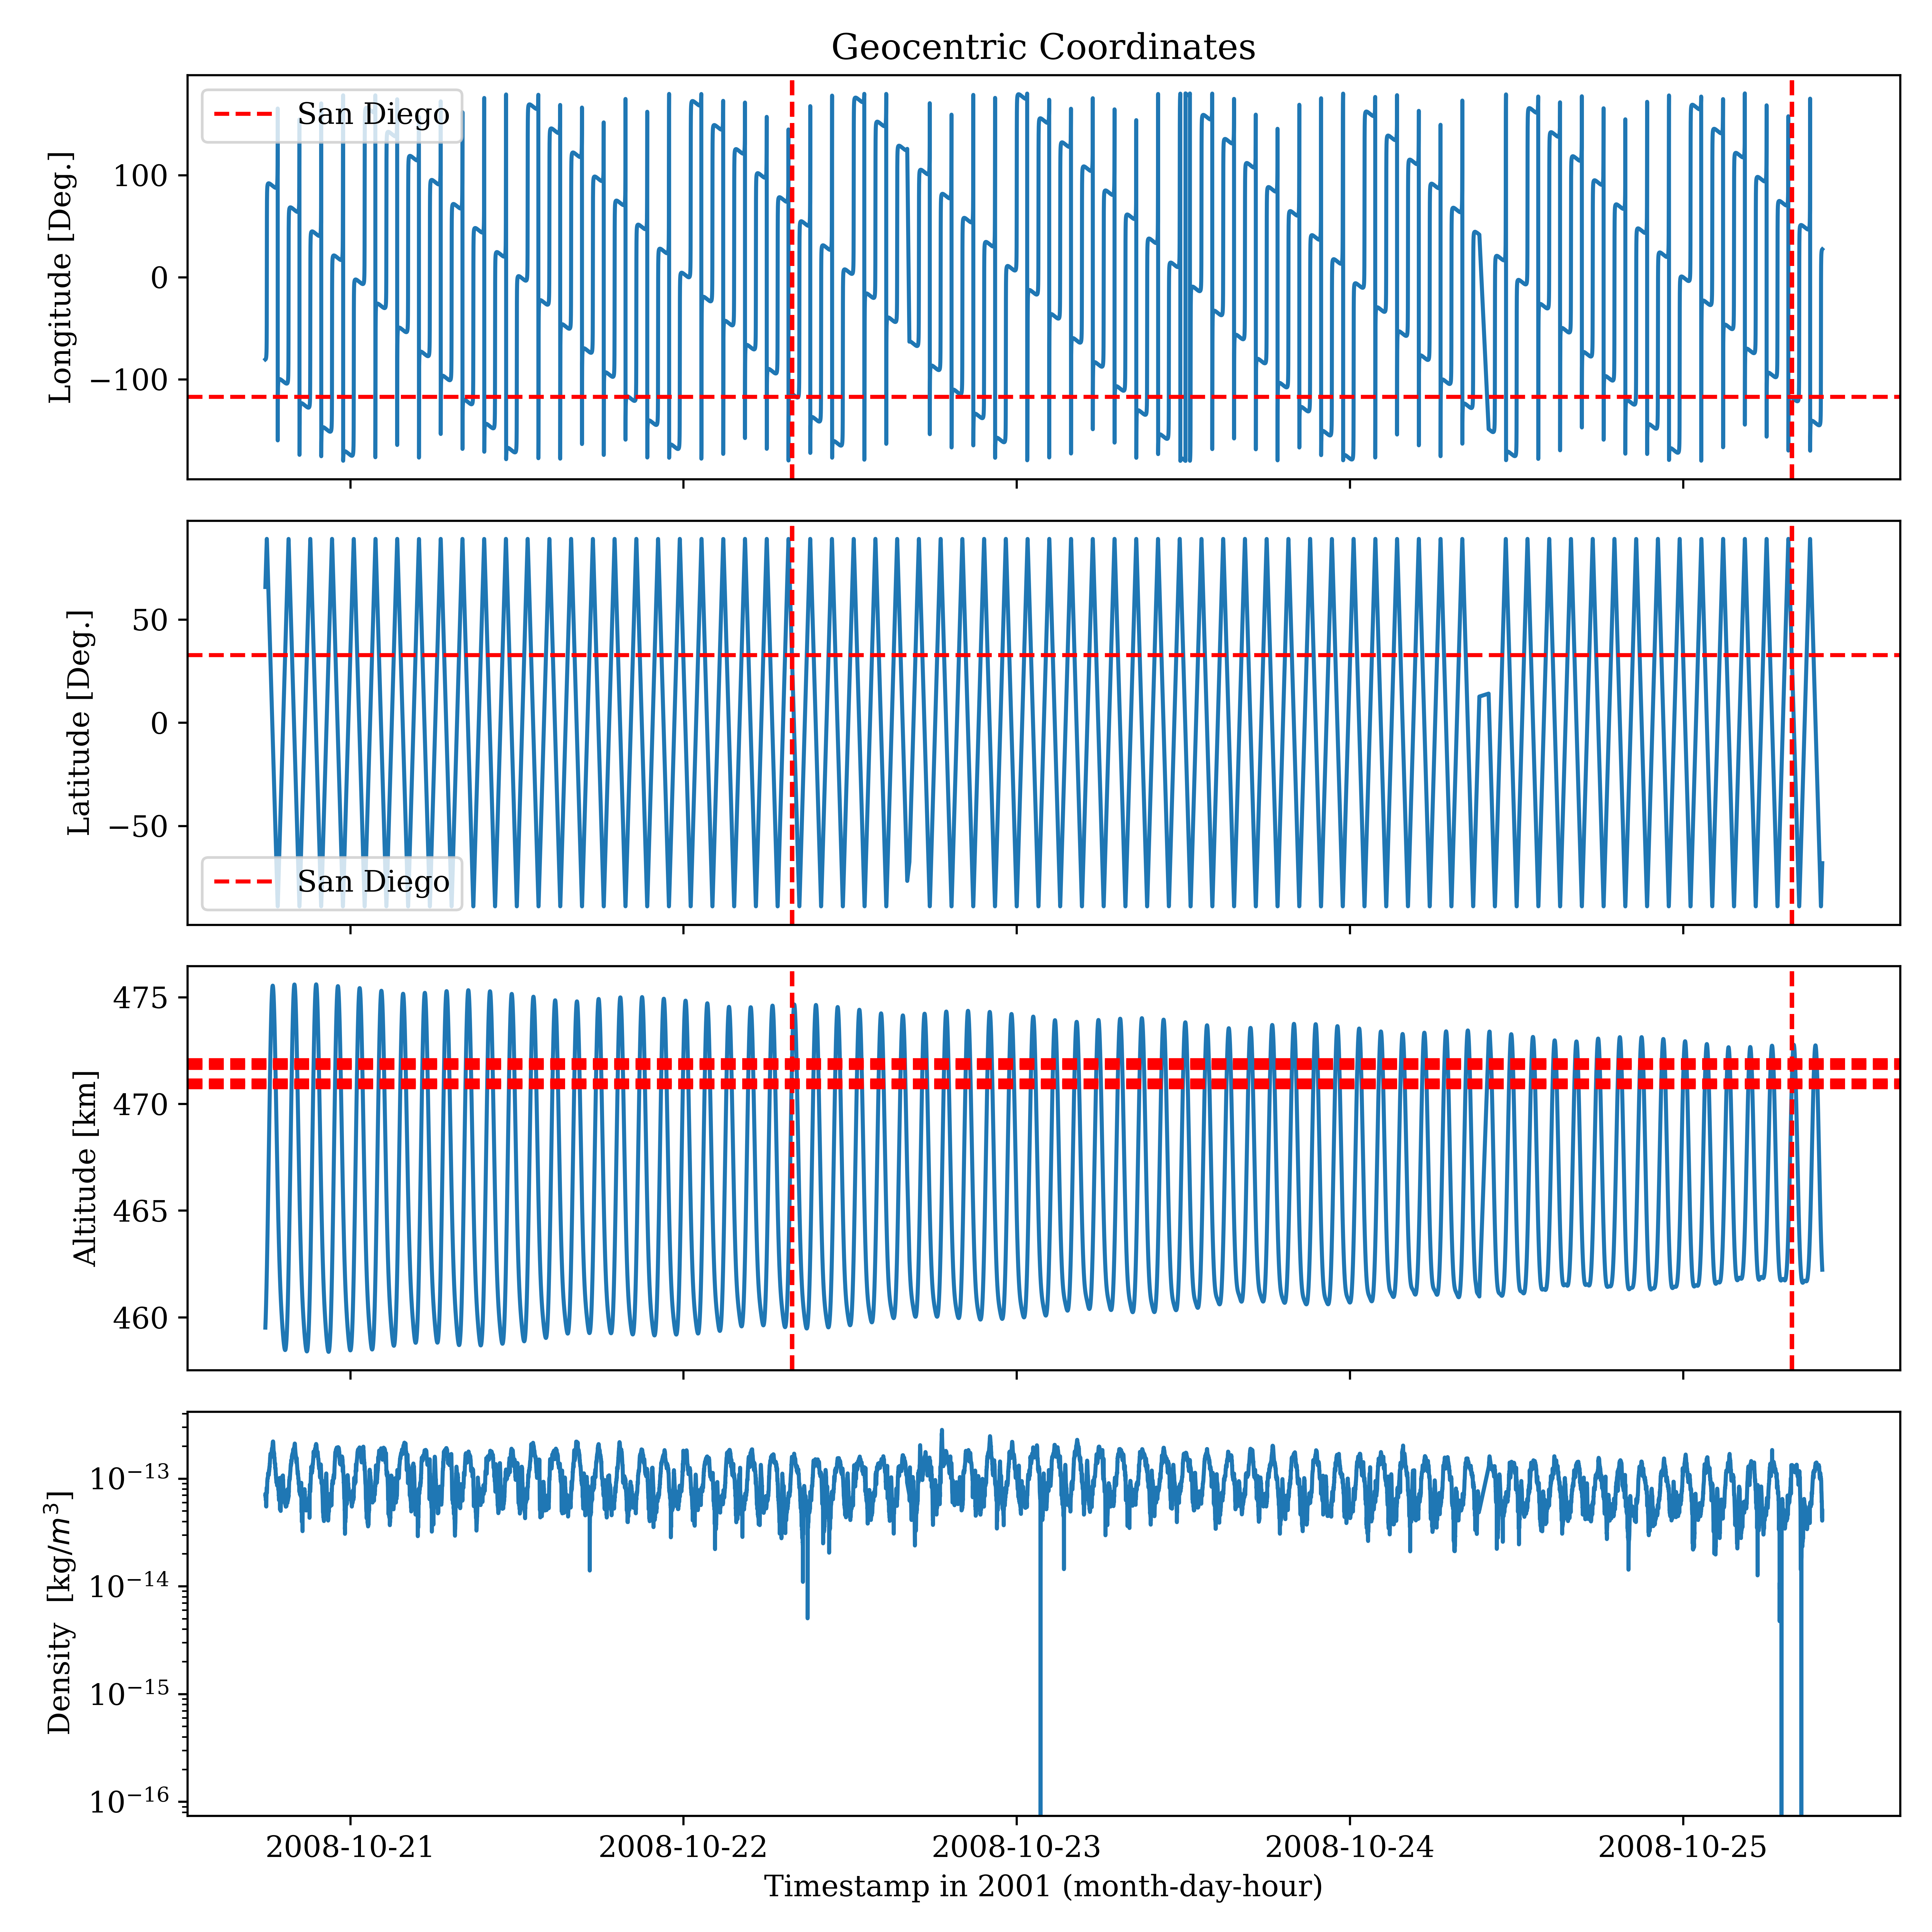 Geocentric Coordinates
San Diego
Longitude [Deg.]
100
0
−100
Latitude [Deg.]
50
0
−50
San Diego
Altitude [km]
475
470
465
460
Density [kg/m³]
10⁻¹³
10⁻¹⁴
10⁻¹⁵
10⁻¹⁶
2008-10-21 2008-10-22 2008-10-23 2008-10-24 2008-10-25
Timestamp in 2001 (month-day-hour)